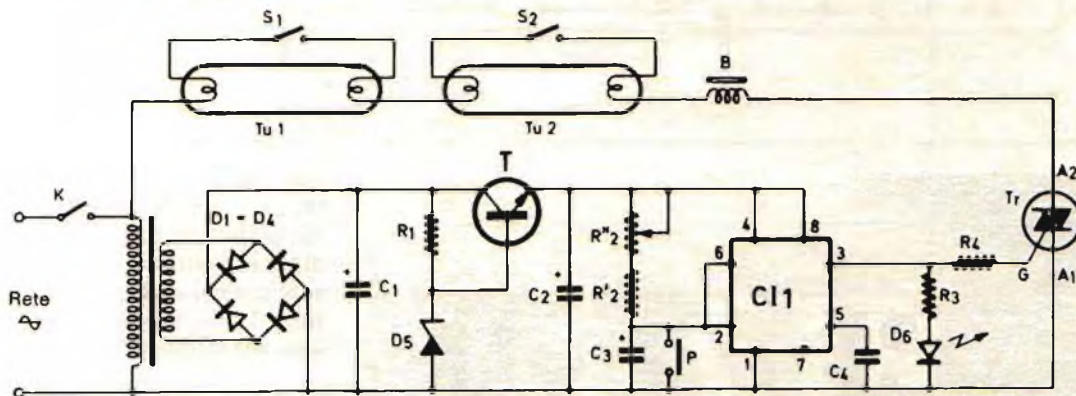 S1
S2
B
Tu 1
Tu 2
T
A2
K
D1 - D4
Tr
R1
R"2
4
8
R4
6
3
G
A1
C1
C2
R'2
CI1
R3
Rete
5
D5
2
D6
C3
P
1
7
C4